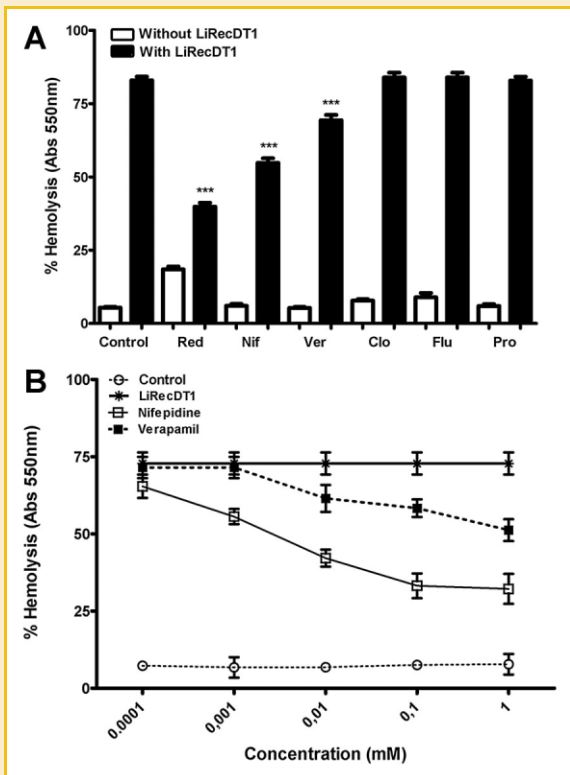 A
Without LiRecDT1
With LiRecDT1
% Hemolysis (Abs 550nm)
100
75
50
25
0
***
***
***
Control Red Nif Ver Clo Flu Pro
B
Control
LiRecDT1
Nifepidine
Verapamil
% Hemolysis (Abs 550nm)
100
75
50
25
0
0.0001 0,001 0,01 0,1 1
Concentration (mM)